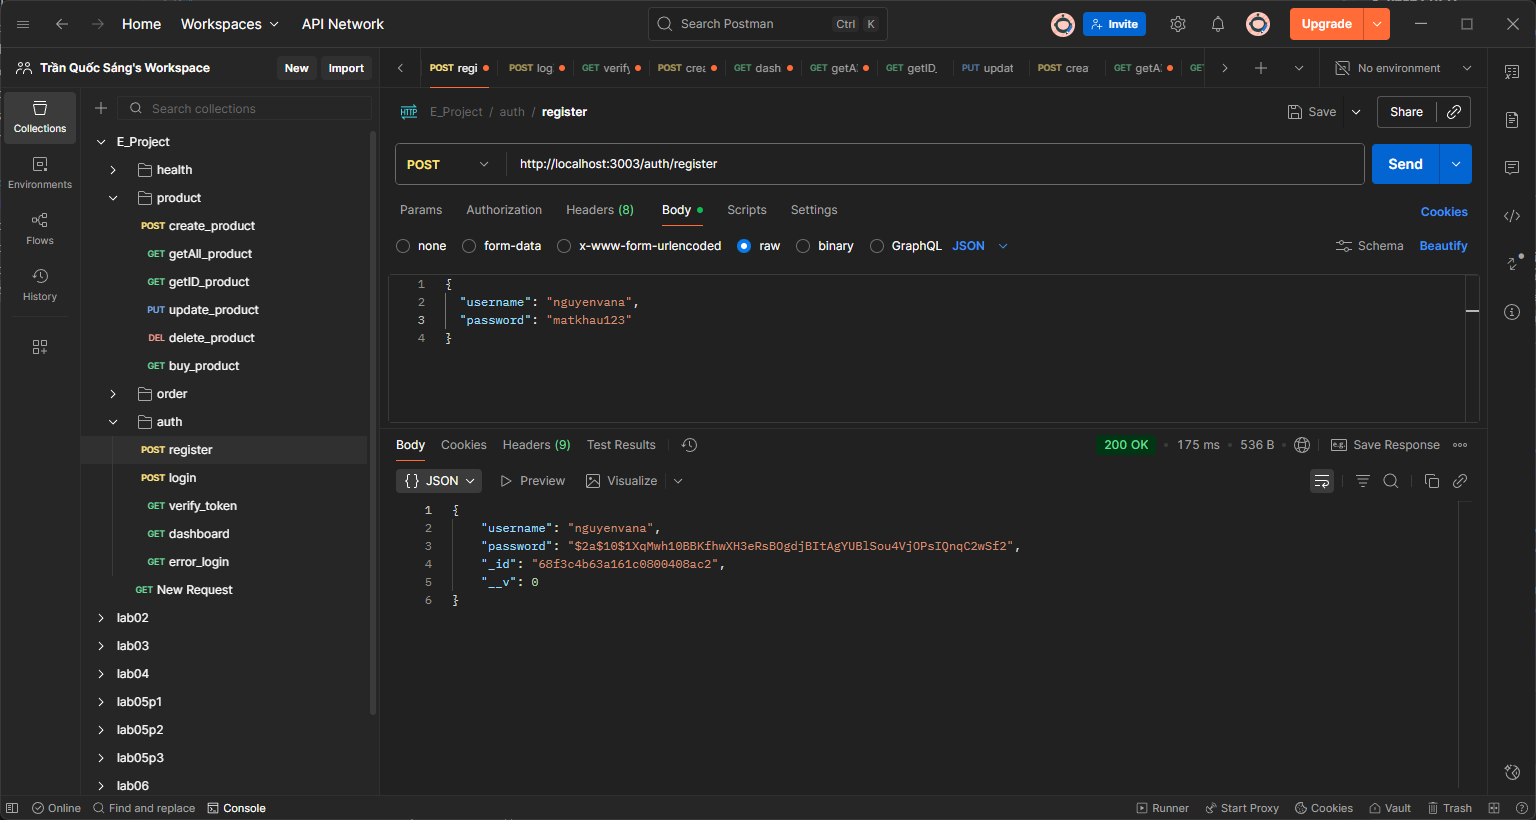 Home Workspaces API Network Search Postman Ctrl K Invite Upgrade
Trần Quốc Sáng's Workspace New Import
POST regi POST log GET verify POST crea GET dash GET getA GET getID_ PUT updat POST crea GET getA GET No environment
Collections
Environments
Flows
History
Search collections
E_Project
health
product
POST create_product
GET getAll_product
GET getID_product
PUT update_product
DEL delete_product
GET buy_product
order
auth
POST register
POST login
GET verify_token
GET dashboard
GET error_login
GET New Request
lab02
lab03
lab04
lab05p1
lab05p2
lab05p3
lab06
HTTP E_Project / auth / register Save Share
POST http://localhost:3003/auth/register Send
Params Authorization Headers (8) Body Scripts Settings Cookies
none form-data x-www-form-urlencoded raw binary GraphQL JSON Schema Beautify
1 {
2 "username": "nguyenvana",
3 "password": "matkhau123"
4 }
Body Cookies Headers (9) Test Results 200 OK • 175 ms • 536 B e.g. Save Response
{} JSON Preview Visualize
1 {
2 "username": "nguyenvana",
3 "password": "$2a$10$1XqMwh10BBKfhwXH3eRsBOgdjBItAgYUBlSou4VjOPsIQnqC2wSf2",
4 "_id": "68f3c4b63a161c0800408ac2",
5 "__v": 0
6 }
Online Find and replace Console Runner Start Proxy Cookies Vault Trash